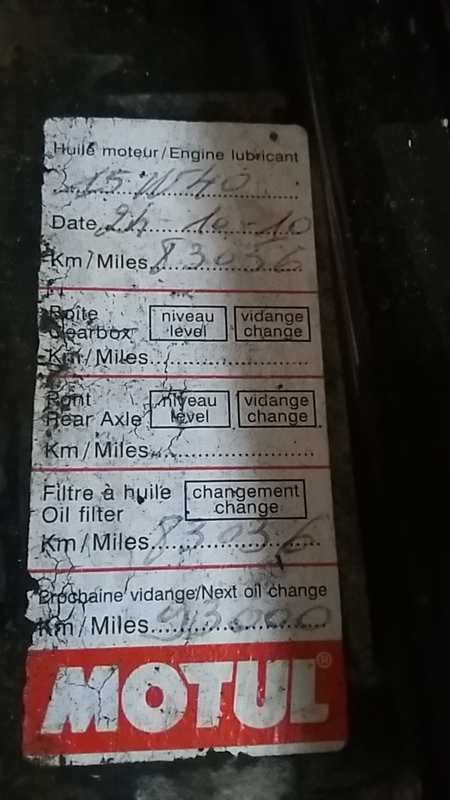 Huile moteur/Engine lubricant
15W40
Date 24-10-10
Km/Miles 83036
Boîte niveau vidange
Gearbox level change
Km/Miles
Pont niveau vidange
Rear Axle level change
Km/Miles
Filtre à huile changement
Oil filter change
Km/Miles 83036
Prochaine vidange/Next oil change
Km/Miles 93000
MOTUL®